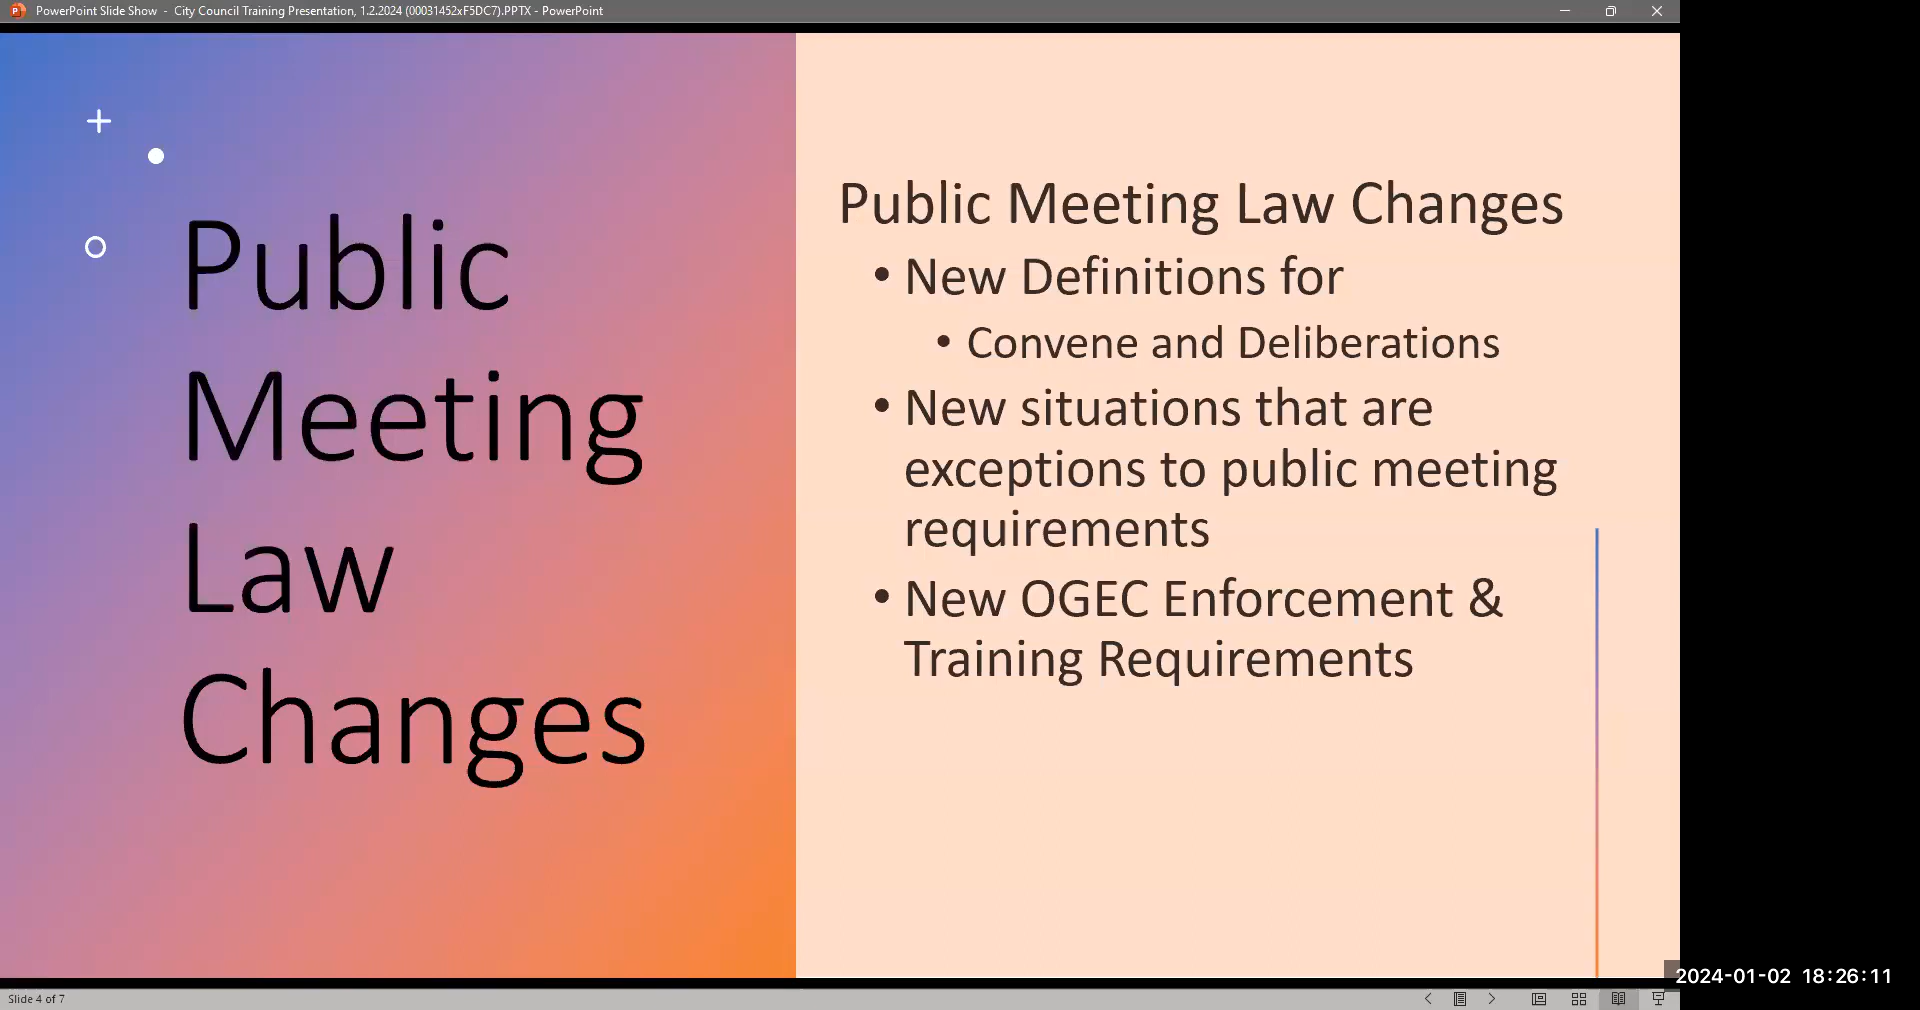 PowerPoint Slide Show - City Council Training Presentation, 1.2.2024 (00031452xF5DC7).PPTX - PowerPoint
Public
Meeting
Law
Changes
Public Meeting Law Changes
• New Definitions for
• Convene and Deliberations
• New situations that are
exceptions to public meeting
requirements
• New OGEC Enforcement &
Training Requirements
2024-01-02 18:26:11
Slide 4 of 7